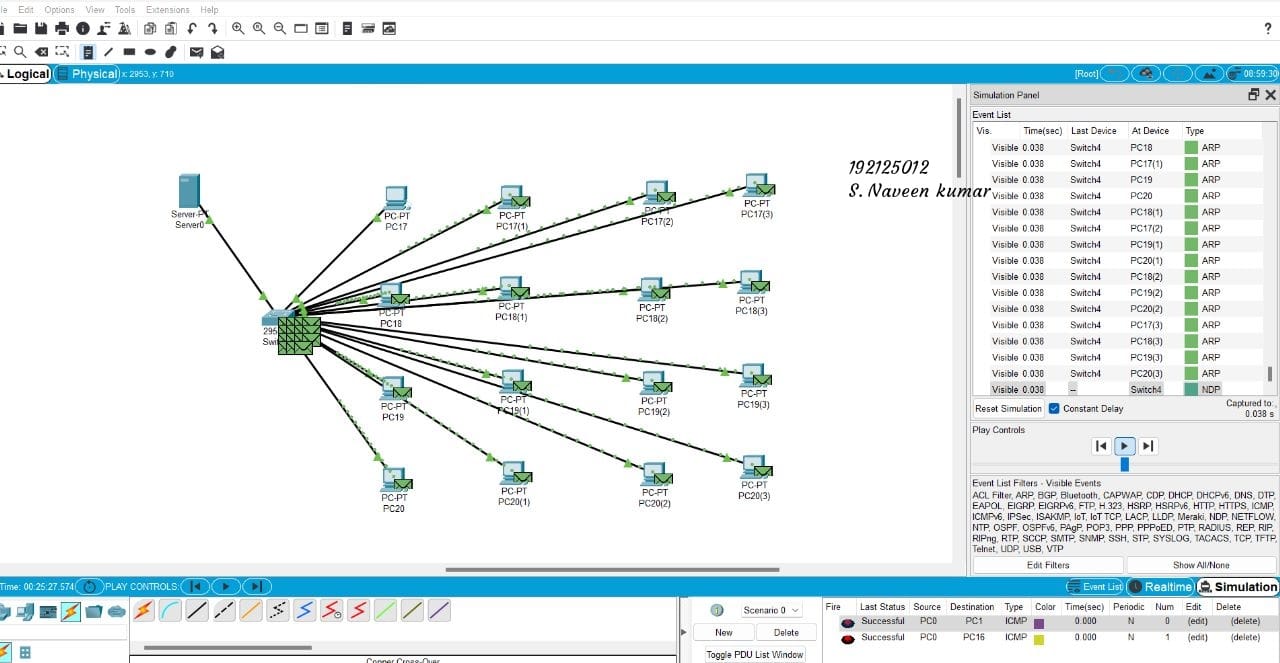 Edit Options View Tools Extensions Help
Logical Physical x: 2953, y: 710 [Root] 08:59:30
192125012
S. Naveen kumar
Server-PT
Server0
PC-PT
PC17
PC-PT
PC17(1)
PC-PT
PC17(2)
PC-PT
PC17(3)
PC-PT
PC18
PC-PT
PC18(1)
PC-PT
PC18(2)
PC-PT
PC18(3)
PC-PT
PC19
PC-PT
PC19(1)
PC-PT
PC19(2)
PC-PT
PC19(3)
PC-PT
PC20
PC-PT
PC20(1)
PC-PT
PC20(2)
PC-PT
PC20(3)
Simulation Panel
Event List
Vis. Time(sec) Last Device At Device Type
Visible 0.038 Switch4 PC18 ARP
Visible 0.038 Switch4 PC17(1) ARP
Visible 0.038 Switch4 PC19 ARP
Visible 0.038 Switch4 PC20 ARP
Visible 0.038 Switch4 PC18(1) ARP
Visible 0.038 Switch4 PC17(2) ARP
Visible 0.038 Switch4 PC19(1) ARP
Visible 0.038 Switch4 PC20(1) ARP
Visible 0.038 Switch4 PC18(2) ARP
Visible 0.038 Switch4 PC19(2) ARP
Visible 0.038 Switch4 PC20(2) ARP
Visible 0.038 Switch4 PC17(3) ARP
Visible 0.038 Switch4 PC18(3) ARP
Visible 0.038 Switch4 PC19(3) ARP
Visible 0.038 Switch4 PC20(3) ARP
Visible 0.038 -- Switch4 NDP
Reset Simulation Constant Delay Captured to:
0.038 s
Play Controls
Event List Filters - Visible Events
ACL Filter, ARP, BGP, Bluetooth, CAPWAP, CDP, DHCP, DHCPv6, DNS, DTP,
EAPOL, EIGRP, EIGRPv6, FTP, H.323, HSRP, HSRPv6, HTTP, HTTPS, ICMP,
ICMPv6, IPSec, ISAKMP, IoT, IoT TCP, LACP, LLDP, Meraki, NDP, NETFLOW,
NTP, OSPF, OSPFv6, PAgP, POP3, PPP, PPPoED, PTP, RADIUS, REP, RIP,
RIPng, RTP, SCCP, SMTP, SNMP, SSH, STP, SYSLOG, TACACS, TCP, TFTP,
Telnet, UDP, USB, VTP
Edit Filters Show All/None
Time: 00:25:27.574 PLAY CONTROLS: Event List Realtime Simulation
Scenario 0
New Delete
Toggle PDU List Window
Fire Last Status Source Destination Type Color Time(sec) Periodic Num Edit Delete
Successful PC0 PC1 ICMP 0.000 N 0 (edit) (delete)
Successful PC0 PC16 ICMP 0.000 N 1 (edit) (delete)
Copper Cross-Over